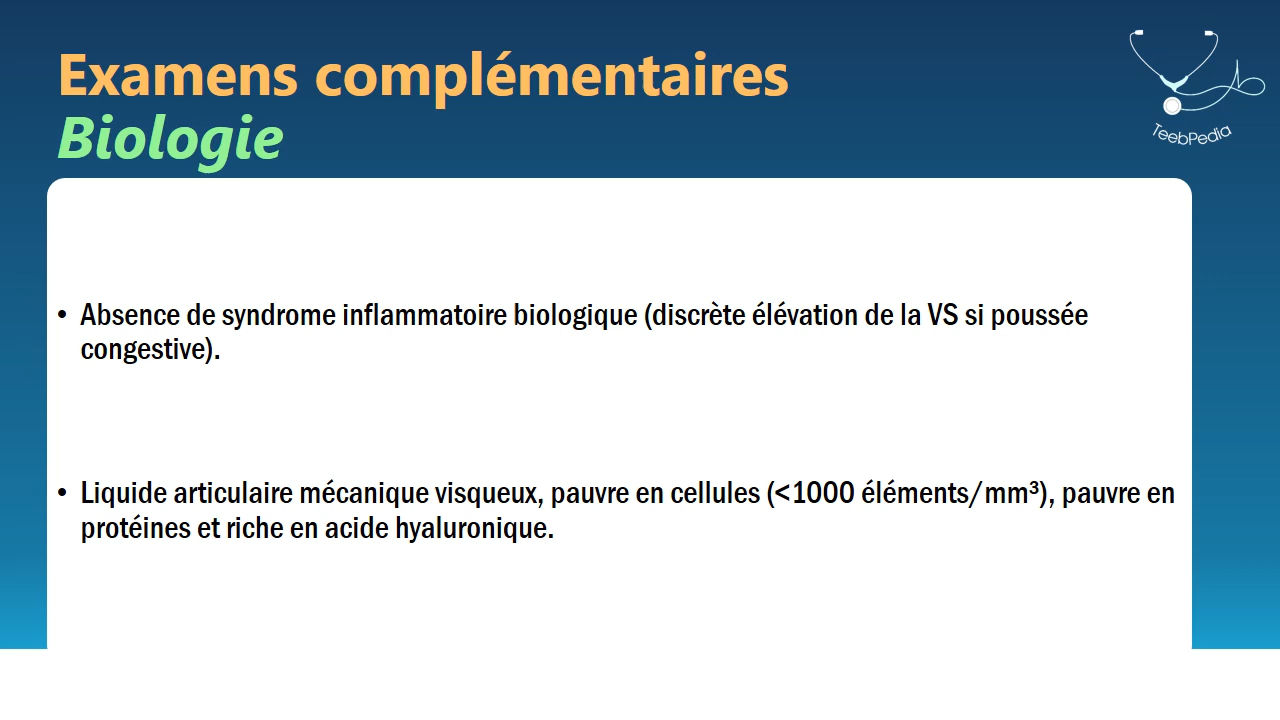 Examens complémentaires
Biologie
TeebPedia
• Absence de syndrome inflammatoire biologique (discrète élévation de la VS si poussée
congestive).
• Liquide articulaire mécanique visqueux, pauvre en cellules (<1000 éléments/mm³), pauvre en
protéines et riche en acide hyaluronique.